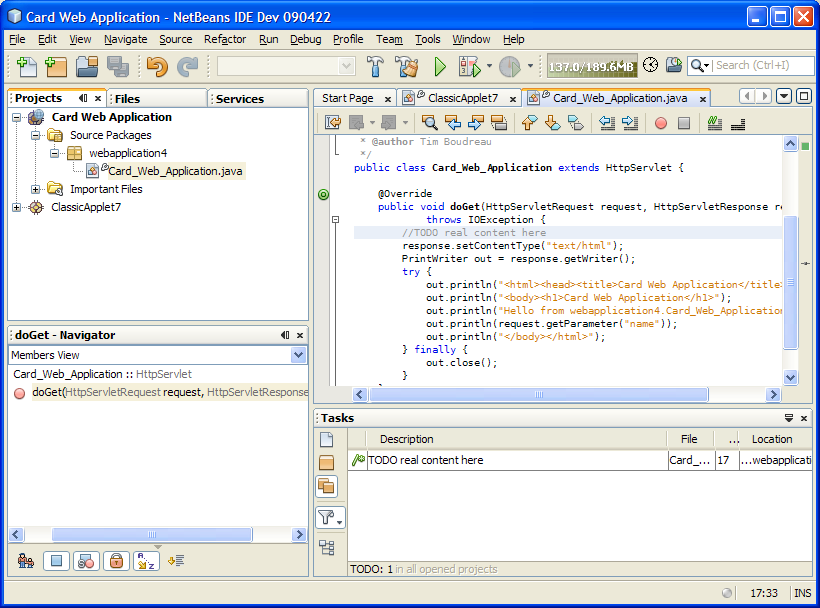 Card Web Application - NetBeans IDE Dev 090422
File Edit View Navigate Source Refactor Run Debug Profile Team Tools Window Help
137.0/189.6MB
Search (Ctrl+I)
Projects
Files
Services
Card Web Application
Source Packages
webapplication4
Card_Web_Application.java
Important Files
ClassicApplet7
Start Page
ClassicApplet7
Card_Web_Application.java
* @author Tim Boudreau
*/
public class Card_Web_Application extends HttpServlet {
@Override
public void doGet(HttpServletRequest request, HttpServletResponse re
throws IOException {
//TODO real content here
response.setContentType("text/html");
PrintWriter out = response.getWriter();
try {
out.println("<html><head><title>Card Web Application</title>
out.println("<body><h1>Card Web Application</h1>");
out.println("Hello from webapplication4.Card_Web_Application
out.println(request.getParameter("name"));
out.println("</body></html>");
} finally {
out.close();
}
doGet - Navigator
Members View
Card_Web_Application :: HttpServlet
doGet(HttpServletRequest request, HttpServletResponse
Tasks
Description File ... Location
TODO real content here Card_... 17 ...webapplicati
TODO: 1 in all opened projects
17:33 INS